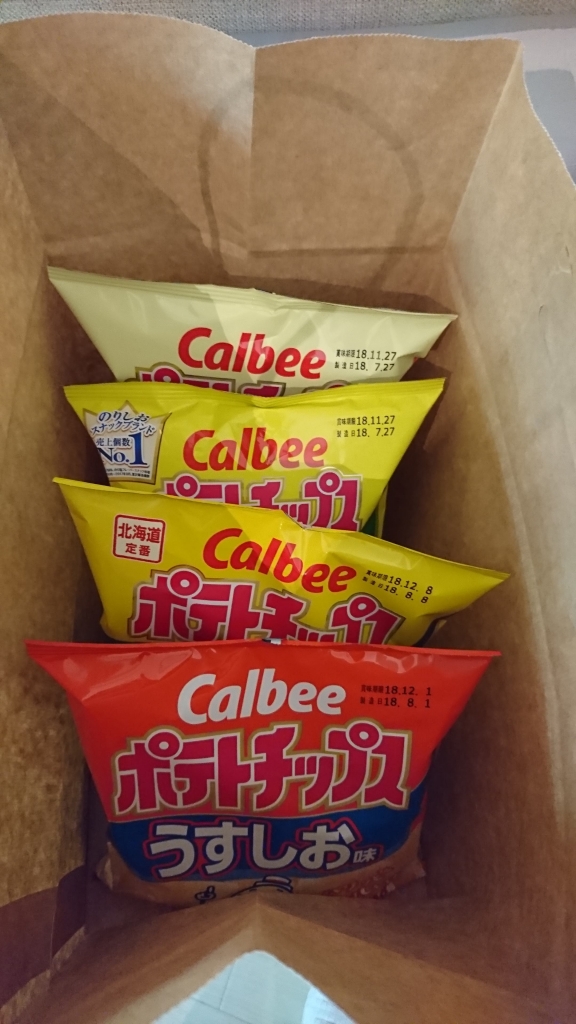 Calbee
賞味期限18.11.27
製造日18. 7.27
のりしお
スナックブランド
売上個数
No.1
Calbee
賞味期限18.11.27
製造日18. 7.27
ポテトチップス
北海道
定番
Calbee
賞味期限18.12. 8
製造日18. 8. 8
ポテトチップス
Calbee
賞味期限18.12. 1
製造日18. 8. 1
ポテトチップス
うすしお味